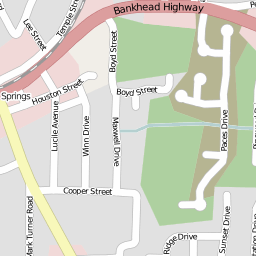 Bankhead Highway
Lee Street
Temple Street
Boyd Street
Boyd Street
Houston Street
Springs
Lucile Avenue
Winn Drive
Maxwell Drive
Paces Drive
Cooper Street
Mark Turner Road
Ridge Drive
Sunset Drive